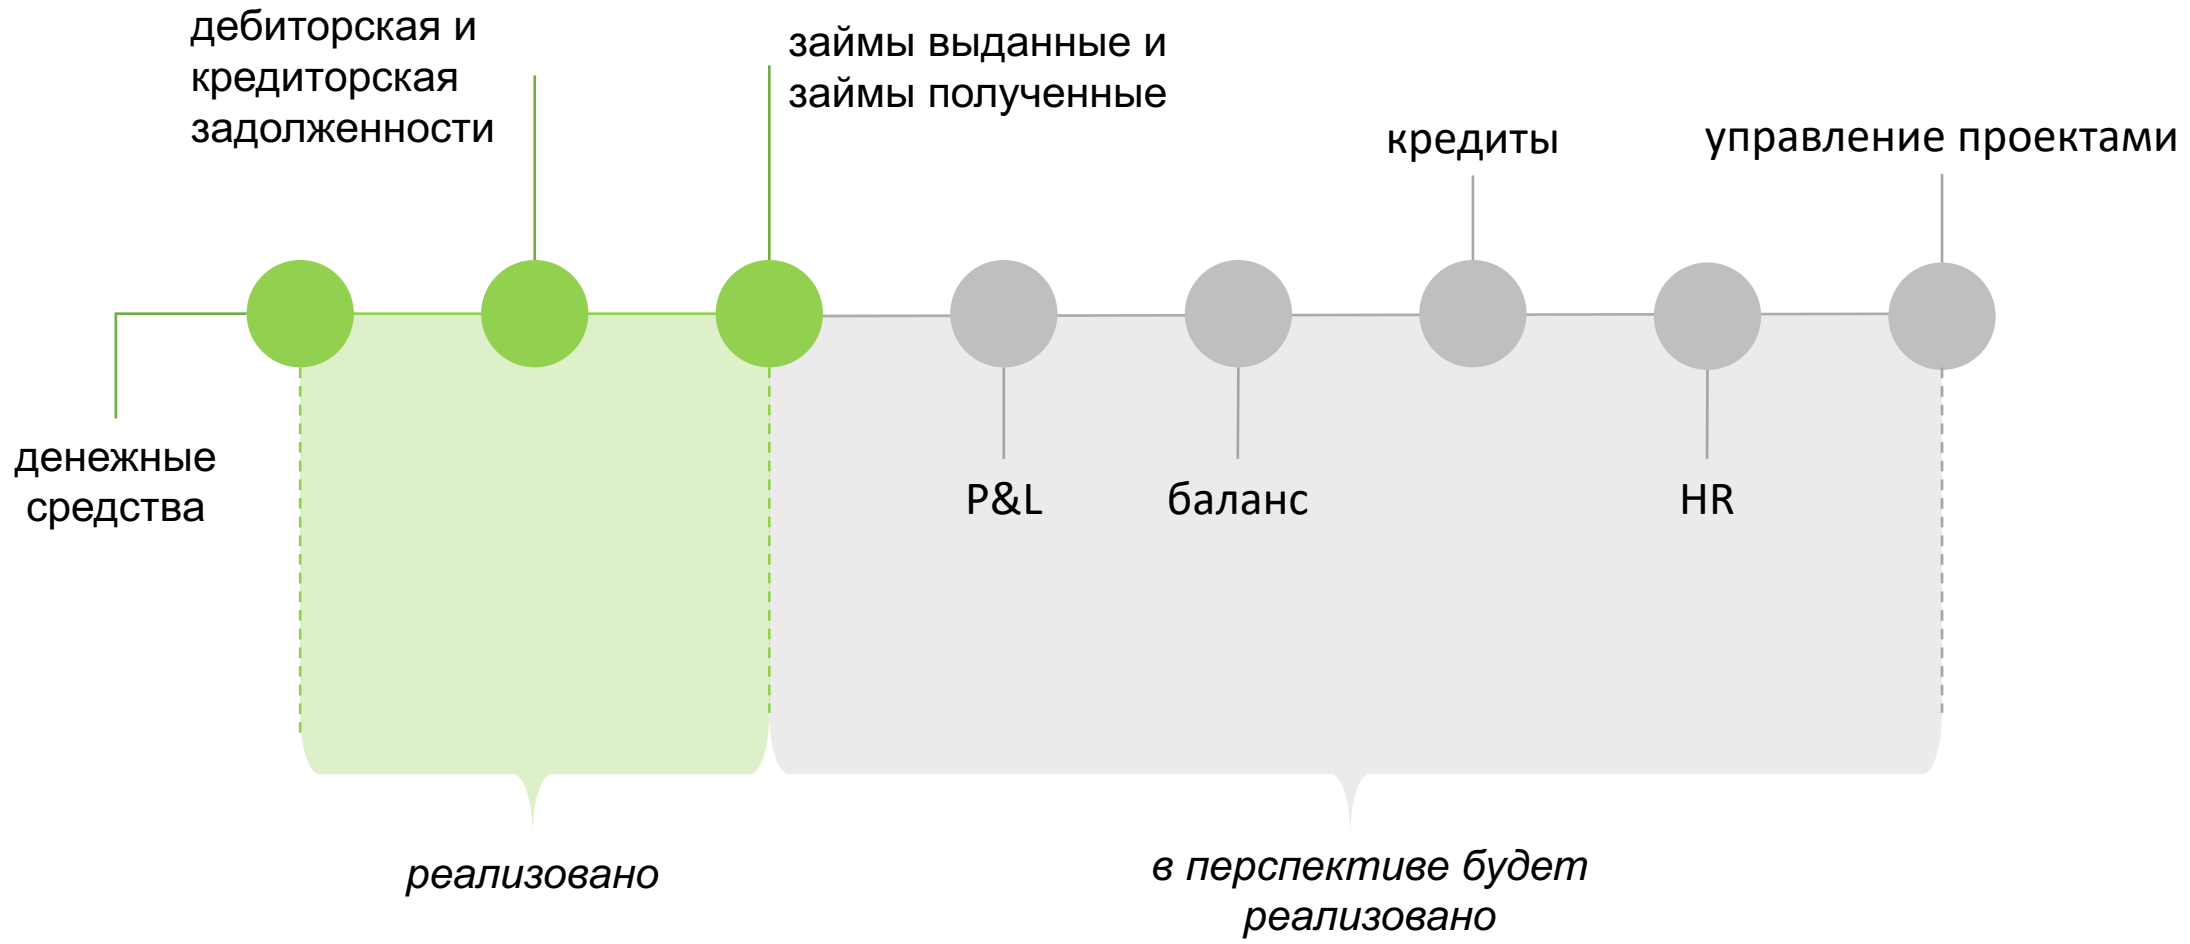 дебиторская и
кредиторская
задолженности
займы выданные и
займы полученные
кредиты
управление проектами
денежные
средства
P&L
баланс
HR
реализовано
в перспективе будет
реализовано